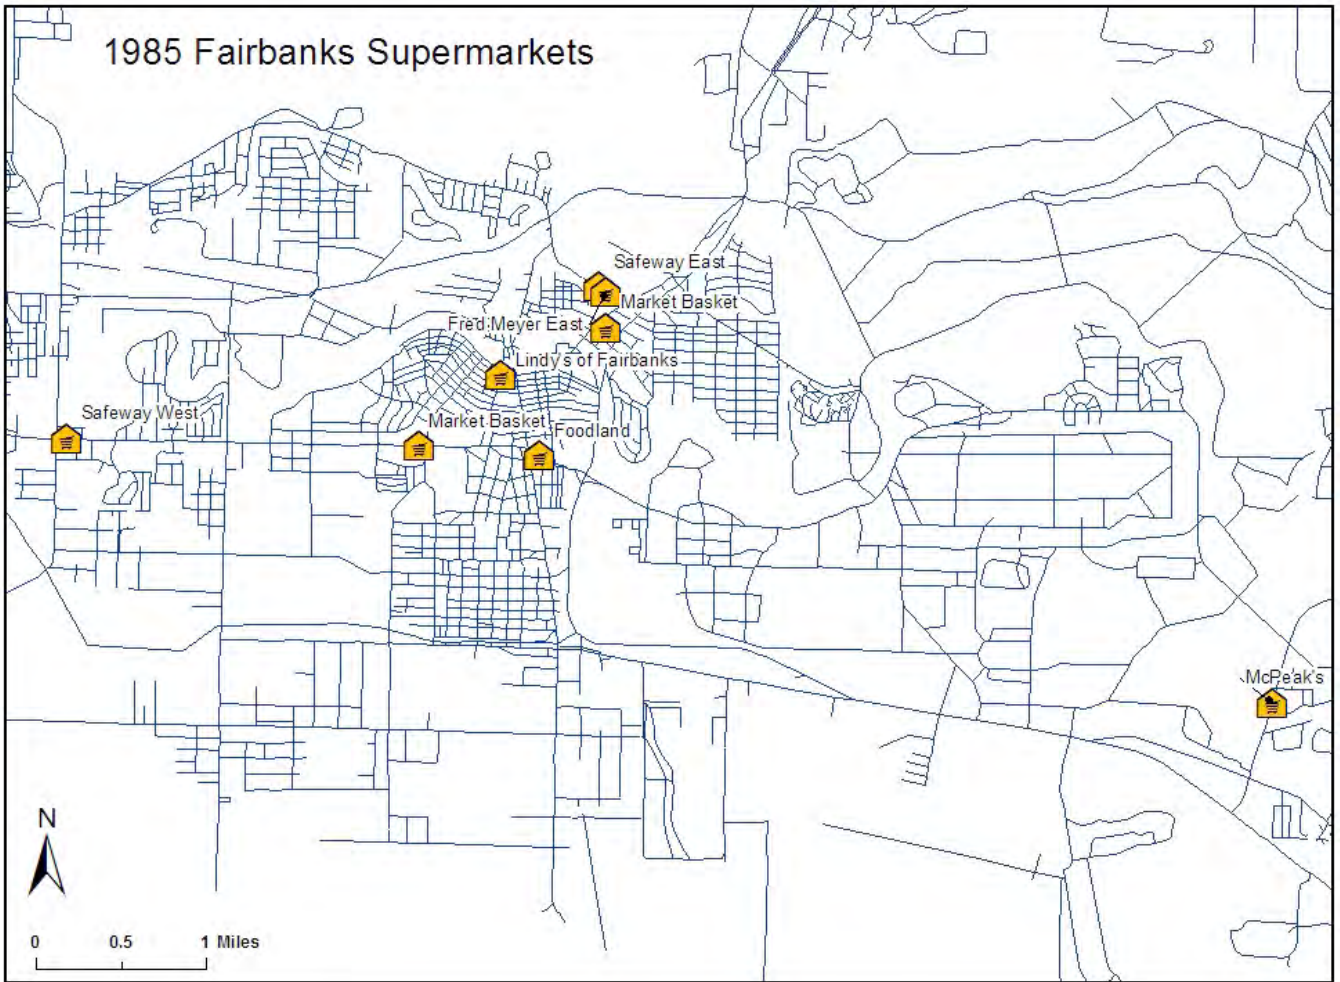 1985 Fairbanks Supermarkets
Safeway East
Market Basket
Fred Meyer East
Lindy's of Fairbanks
Safeway West
Market Basket
Foodland
McPeak's
N
0 0.5 1 Miles